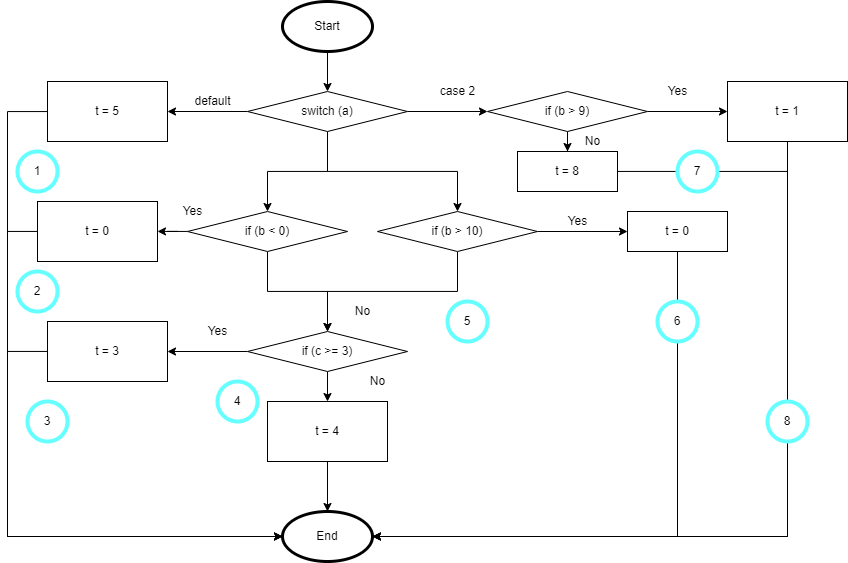 Start
case 2
Yes
default
t = 5
switch (a)
if (b > 9)
t = 1
No
1
t = 8
7
Yes
Yes
t = 0
if (b < 0)
if (b > 10)
t = 0
2
No
5
6
Yes
t = 3
if (c >= 3)
No
4
3
8
t = 4
End